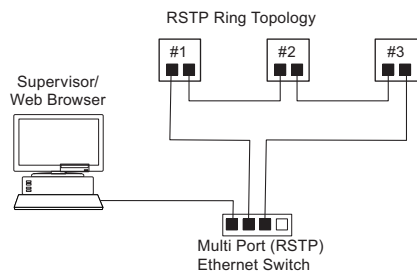 RSTP Ring Topology
#1
#2
#3
Supervisor/
Web Browser
Multi Port (RSTP)
Ethernet Switch